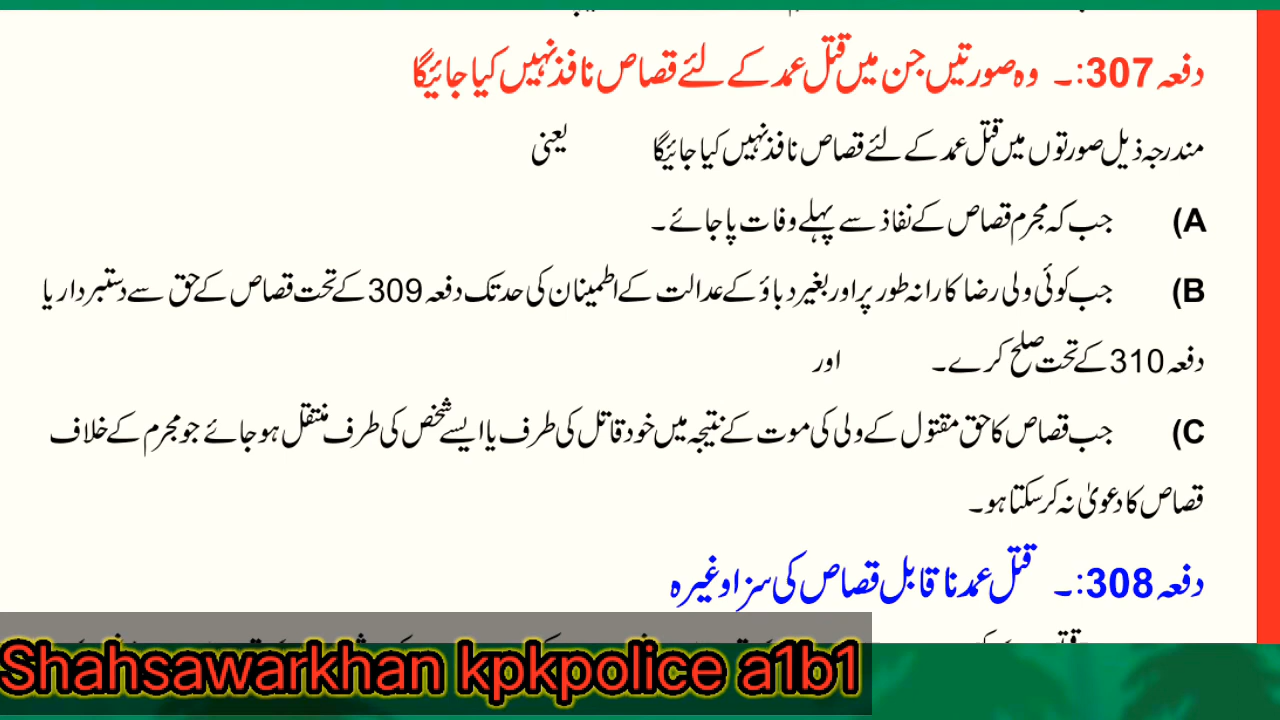 دفعہ 307:۔ وہ صورتیں جن میں قتل عمد کے لئے قصاص نافذ نہیں کیا جائیگا
مندرجہ ذیل صورتوں میں قتل عمد کے لئے قصاص نافذ نہیں کیا جائیگا یعنی
A) جب کہ مجرم قصاص کے نفاذ سے پہلے وفات پا جائے۔
B) جب کوئی ولی رضا کارانہ طور پر اور بغیر دباؤ کے عدالت کے اطمینان کی حد تک دفعہ 309 کے تحت قصاص کے حق سے دستبردار یا
دفعہ 310 کے تحت صلح کرے۔ اور
C) جب قصاص کا حق مقتول کے ولی کی موت کے نتیجہ میں خود قاتل کی طرف یا ایسے شخص کی طرف منتقل ہو جائے جو مجرم کے خلاف
قصاص کا دعویٰ نہ کر سکتا ہو۔
دفعہ 308:۔ قتل عمد نا قابل قصاص کی سزا وغیرہ
Shahsawarkhan kpkpolice a1b1